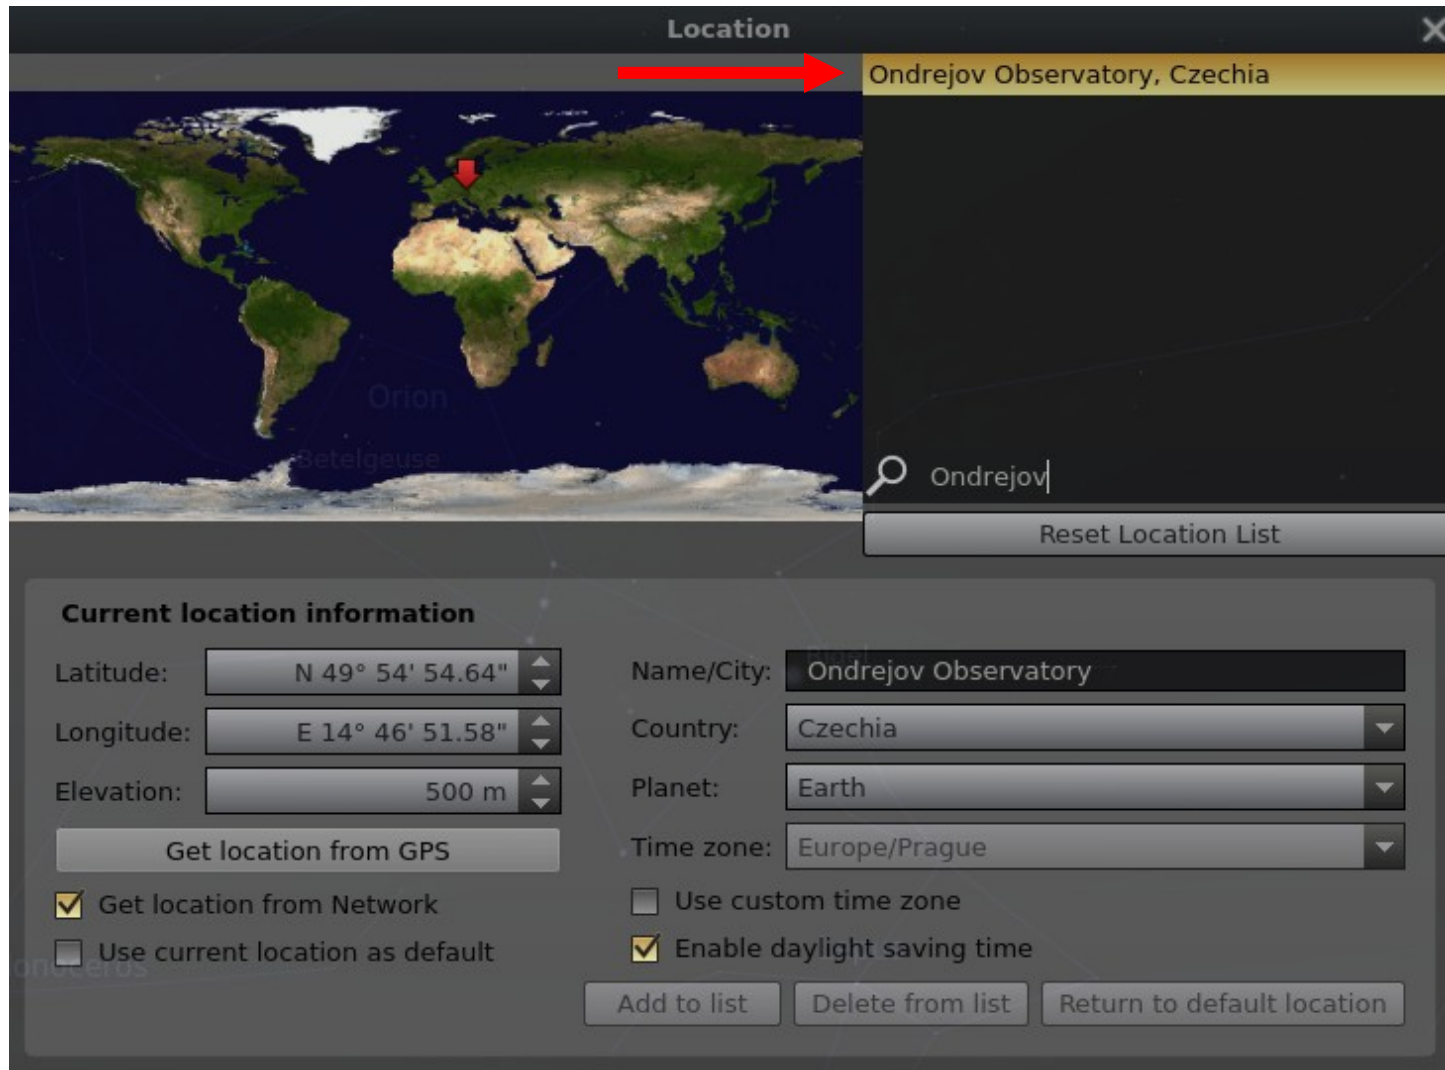 Location
Ondrejov Observatory, Czechia
Orion
Betelgeuse
Ondrejov
Reset Location List
Current location information
Latitude: N 49° 54' 54.64"
Longitude: E 14° 46' 51.58"
Elevation: 500 m
Get location from GPS
Get location from Network
Use current location as default
Rigel
Name/City: Ondrejov Observatory
Country: Czechia
Planet: Earth
Time zone: Europe/Prague
Use custom time zone
Enable daylight saving time
onoceros
Add to list Delete from list Return to default location